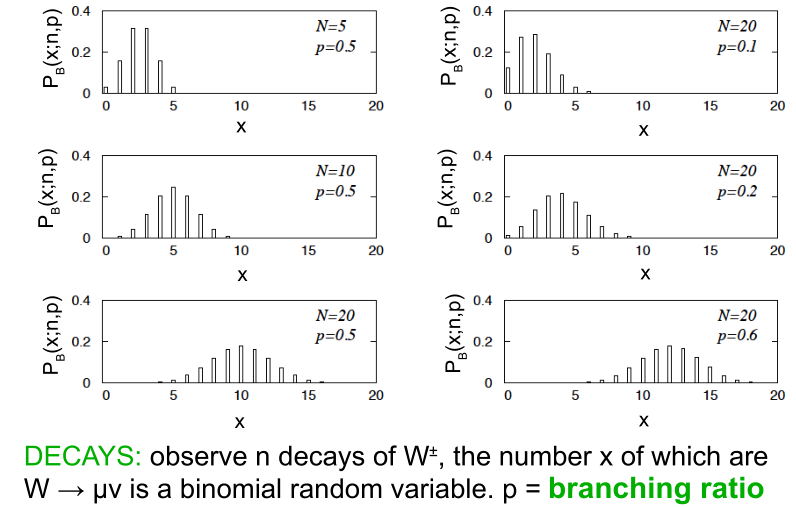 0.4
0.2
0
P_B(x;n,p)
N=5
p=0.5
0 5 10 15 20
x
0.4
0.2
0
P_B(x;n,p)
N=20
p=0.1
0 5 10 15 20
x
0.4
0.2
0
P_B(x;n,p)
N=10
p=0.5
0 5 10 15 20
x
0.4
0.2
0
P_B(x;n,p)
N=20
p=0.2
0 5 10 15 20
x
0.4
0.2
0
P_B(x;n,p)
N=20
p=0.5
0 5 10 15 20
x
0.4
0.2
0
P_B(x;n,p)
N=20
p=0.6
0 5 10 15 20
x
DECAYS: observe n decays of W±, the number x of which are
W → μν is a binomial random variable. p = branching ratio